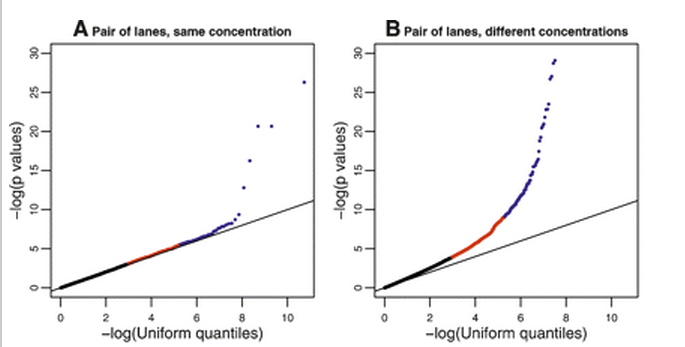 A Pair of lanes, same concentration
−log(p values)
30
25
20
15
10
5
0
0 2 4 6 8 10
−log(Uniform quantiles)
B Pair of lanes, different concentrations
−log(p values)
30
25
20
15
10
5
0
0 2 4 6 8 10
−log(Uniform quantiles)